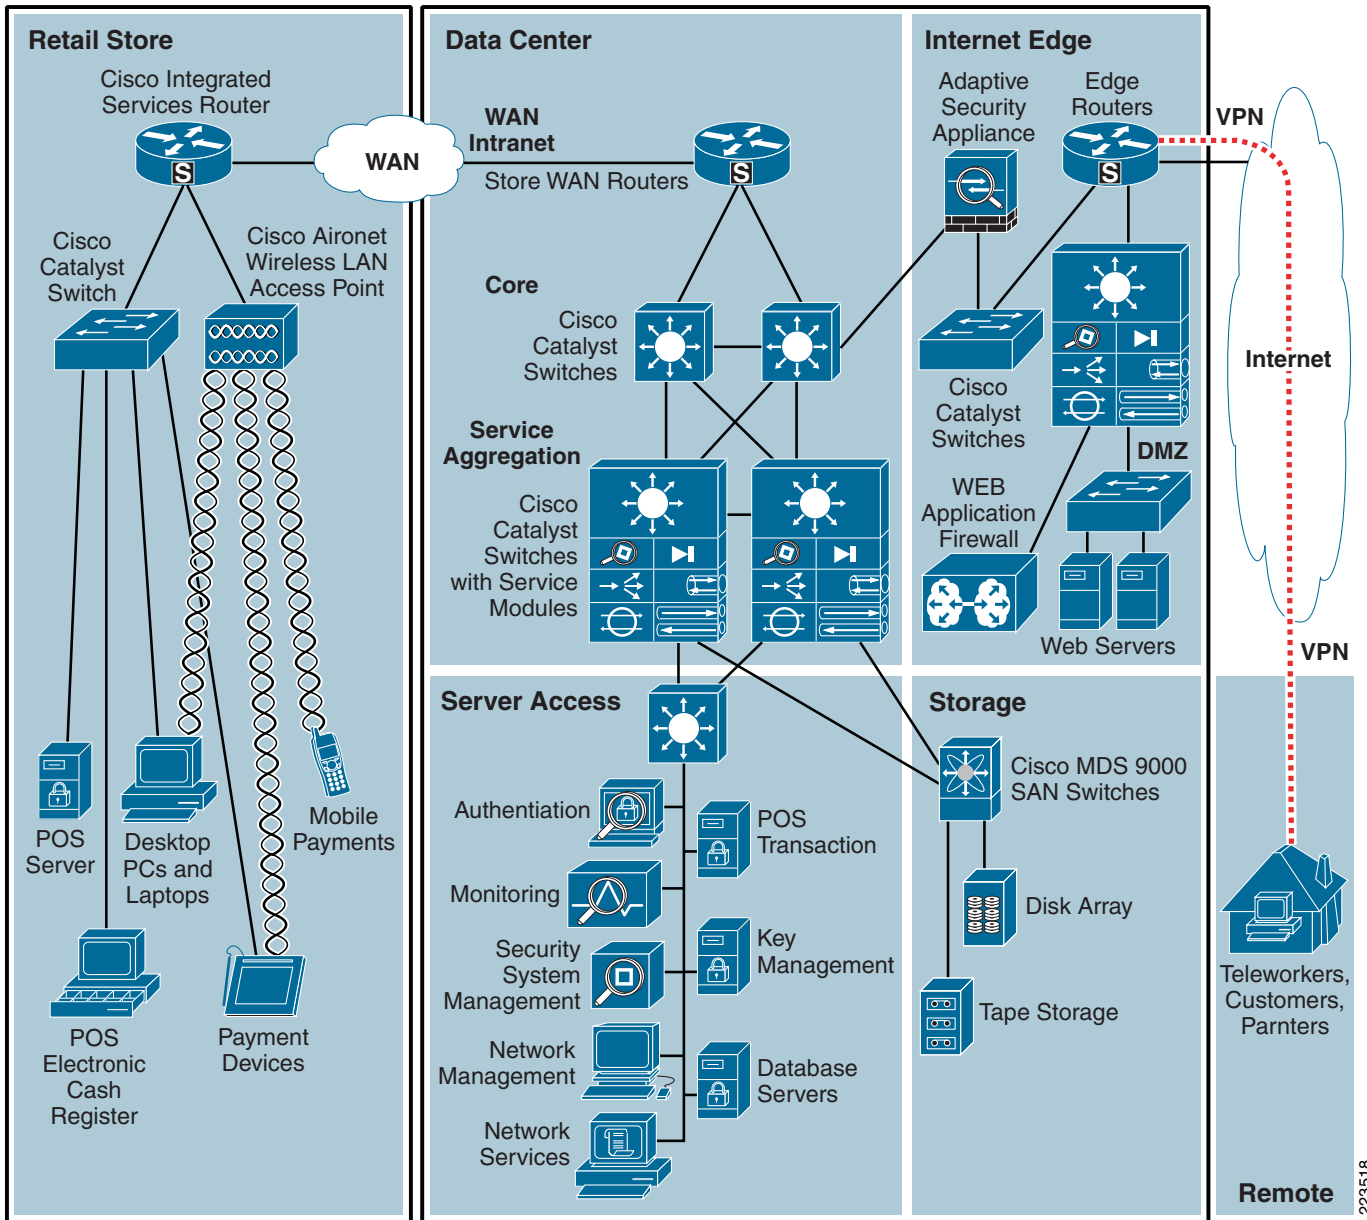 Retail Store
Cisco Integrated
Services Router
S
WAN
Cisco
Catalyst
Switch
Cisco Aironet
Wireless LAN
Access Point
POS
Server
Desktop
PCs and
Laptops
Mobile
Payments
POS
Electronic
Cash
Register
Payment
Devices
Data Center
WAN
Intranet
Store WAN Routers
S
Core
Cisco
Catalyst
Switches
Service
Aggregation
Cisco
Catalyst
Switches
with Service
Modules
Internet Edge
Adaptive
Security
Appliance
Edge
Routers
S
VPN
Internet
Cisco
Catalyst
Switches
DMZ
WEB
Application
Firewall
Web Servers
VPN
Server Access
Authentiation
POS
Transaction
Monitoring
Security
System
Management
Key
Management
Network
Management
Database
Servers
Network
Services
Storage
Cisco MDS 9000
SAN Switches
Disk Array
Tape Storage
Teleworkers,
Customers,
Parnters
Remote
223518